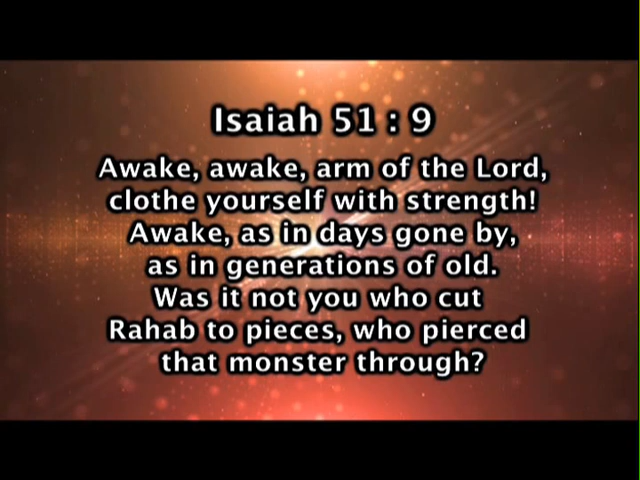 Isaiah 51 : 9
Awake, awake, arm of the Lord,
clothe yourself with strength!
Awake, as in days gone by,
as in generations of old.
Was it not you who cut
Rahab to pieces, who pierced
that monster through?